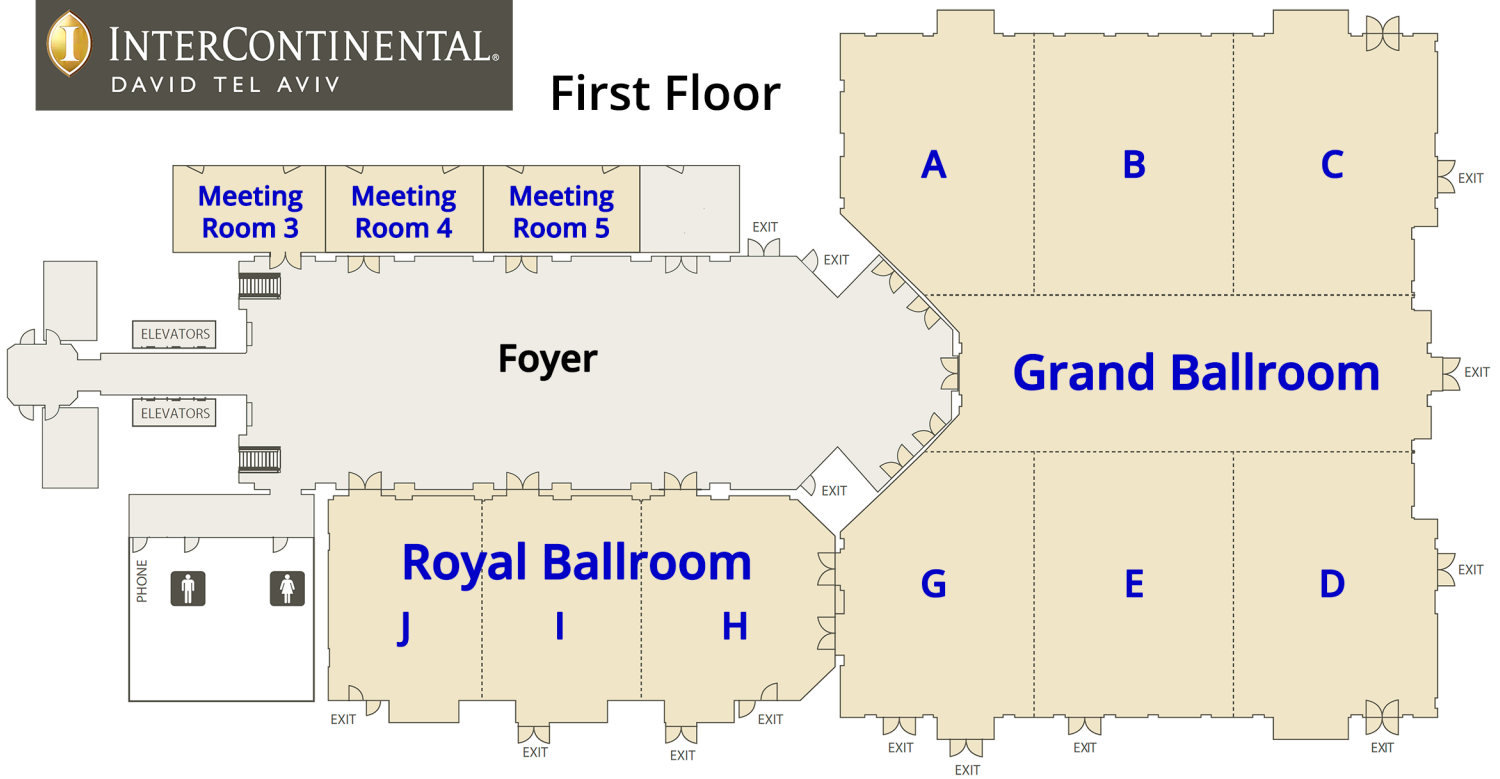 I
INTERCONTINENTAL®
DAVID TEL AVIV
First Floor
A
B
C
EXIT
Meeting
Room 3
Meeting
Room 4
Meeting
Room 5
EXIT
EXIT
ELEVATORS
Foyer
Grand Ballroom
EXIT
ELEVATORS
EXIT
PHONE
Royal Ballroom
J
I
H
G
E
D
EXIT
EXIT
EXIT
EXIT
EXIT
EXIT
EXIT
EXIT
EXIT